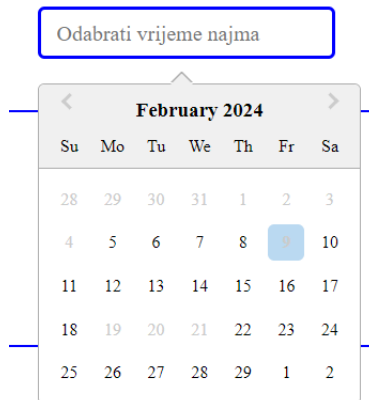 Odabrati vrijeme najma
February 2024
Su Mo Tu We Th Fr Sa
28 29 30 31 1 2 3
4 5 6 7 8 9 10
11 12 13 14 15 16 17
18 19 20 21 22 23 24
25 26 27 28 29 1 2